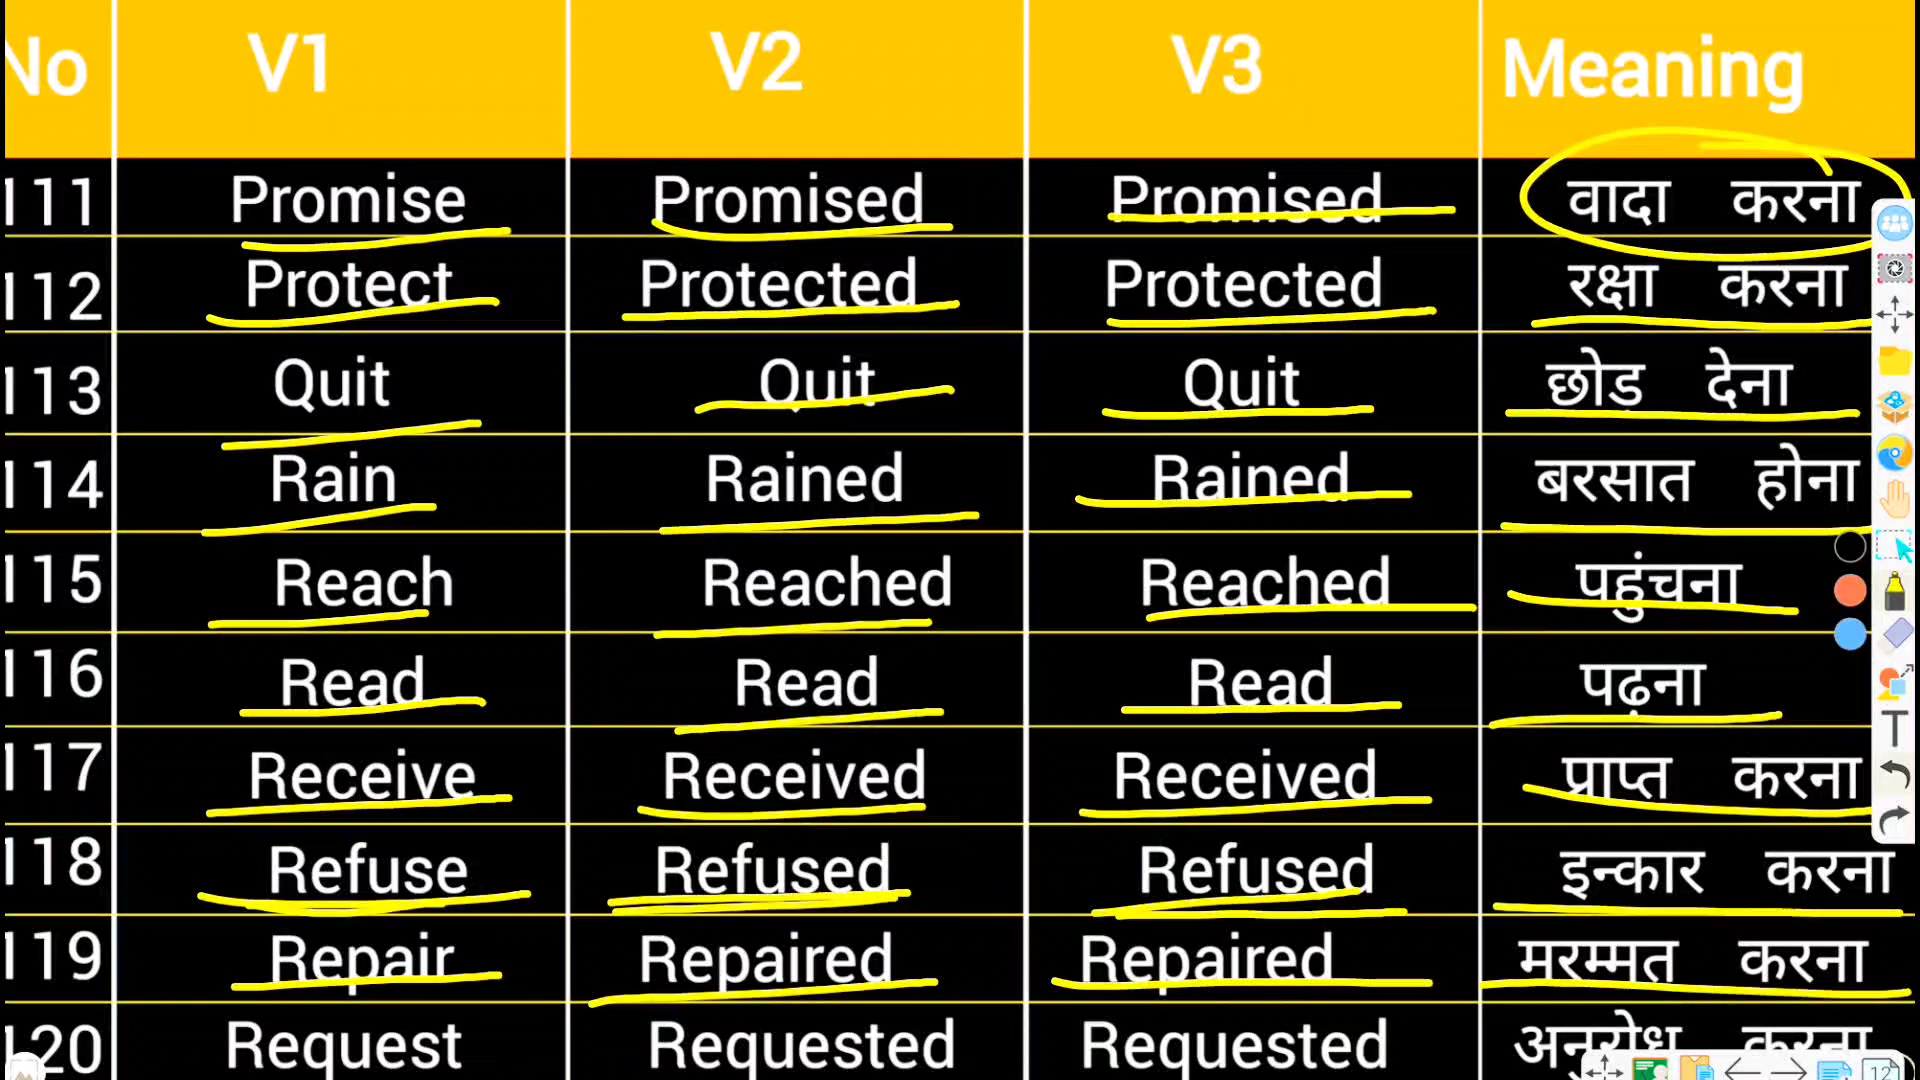 No V1 V2 V3 Meaning
111 Promise Promised Promised वादा करना
112 Protect Protected Protected रक्षा करना
113 Quit Quit Quit छोड देना
114 Rain Rained Rained बरसात होना
115 Reach Reached Reached पहुंचना
116 Read Read Read पढ़ना
117 Receive Received Received प्राप्त करना
118 Refuse Refused Refused इन्कार करना
119 Repair Repaired Repaired मरम्मत करना
120 Request Requested Requested अनुरोध करना
T
12